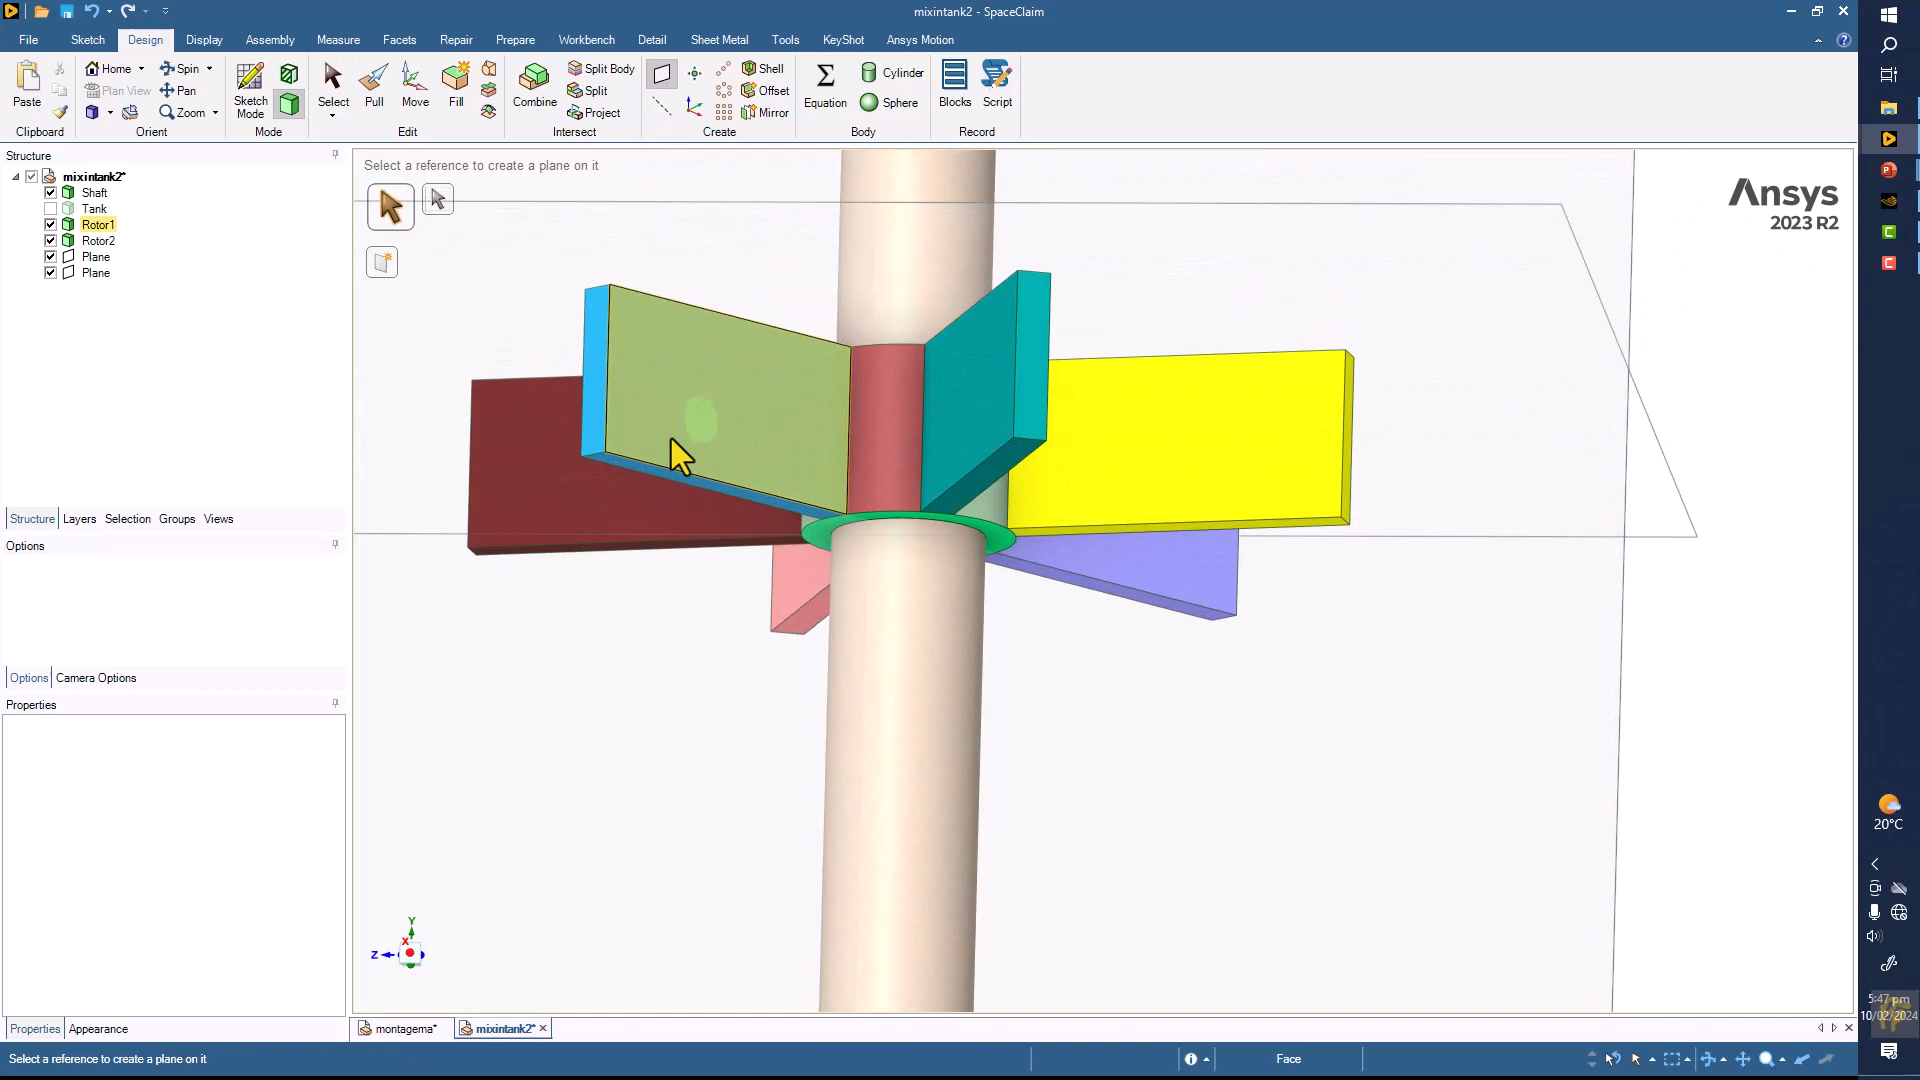 mixintank2 - SpaceClaim
File Sketch Design Display Assembly Measure Facets Repair Prepare Workbench Detail Sheet Metal Tools KeyShot Ansys Motion
Home Spin Split Body Shell Cylinder
Plan View Pan Split Offset
Zoom Project Mirror Sphere
Paste Sketch Mode Select Pull Move Fill Combine Equation Blocks Script
Clipboard Orient Mode Edit Intersect Create Body Record
Structure
mixintank2*
Shaft
Tank
Rotor1
Rotor2
Plane
Plane
Structure Layers Selection Groups Views
Options
Options Camera Options
Properties
Properties Appearance
Select a reference to create a plane on it
Ansys
2023 R2
Y
X
Z
montagema* mixintank2*
Select a reference to create a plane on it
Face
20°C
5:47 pm
10/02/2024